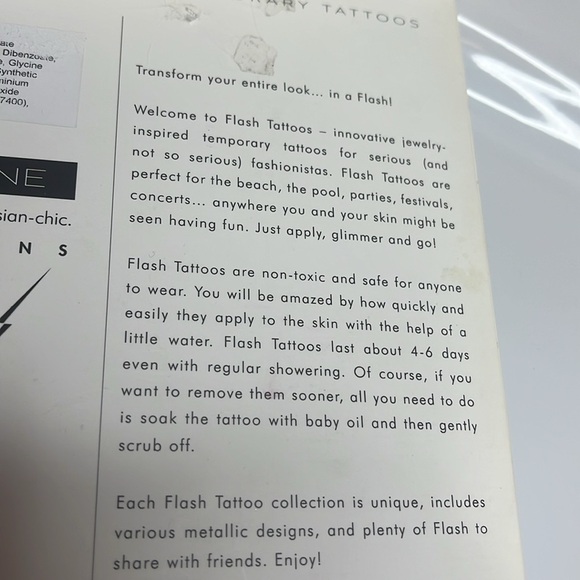 TATTOOS
Dibenzoate,
Glycine
Synthetic
7400),
NE
sian-chic.
N S
Transform your entire look... in a Flash!
Welcome to Flash Tattoos – innovative jewelry-
inspired temporary tattoos for serious (and
not so serious) fashionistas. Flash Tattoos are
perfect for the beach, the pool, parties, festivals,
concerts... anywhere you and your skin might be
seen having fun. Just apply, glimmer and go!
Flash Tattoos are non-toxic and safe for anyone
to wear. You will be amazed by how quickly and
easily they apply to the skin with the help of a
little water. Flash Tattoos last about 4-6 days
even with regular showering. Of course, if you
want to remove them sooner, all you need to do
is soak the tattoo with baby oil and then gently
scrub off.
Each Flash Tattoo collection is unique, includes
various metallic designs, and plenty of Flash to
share with friends. Enjoy!